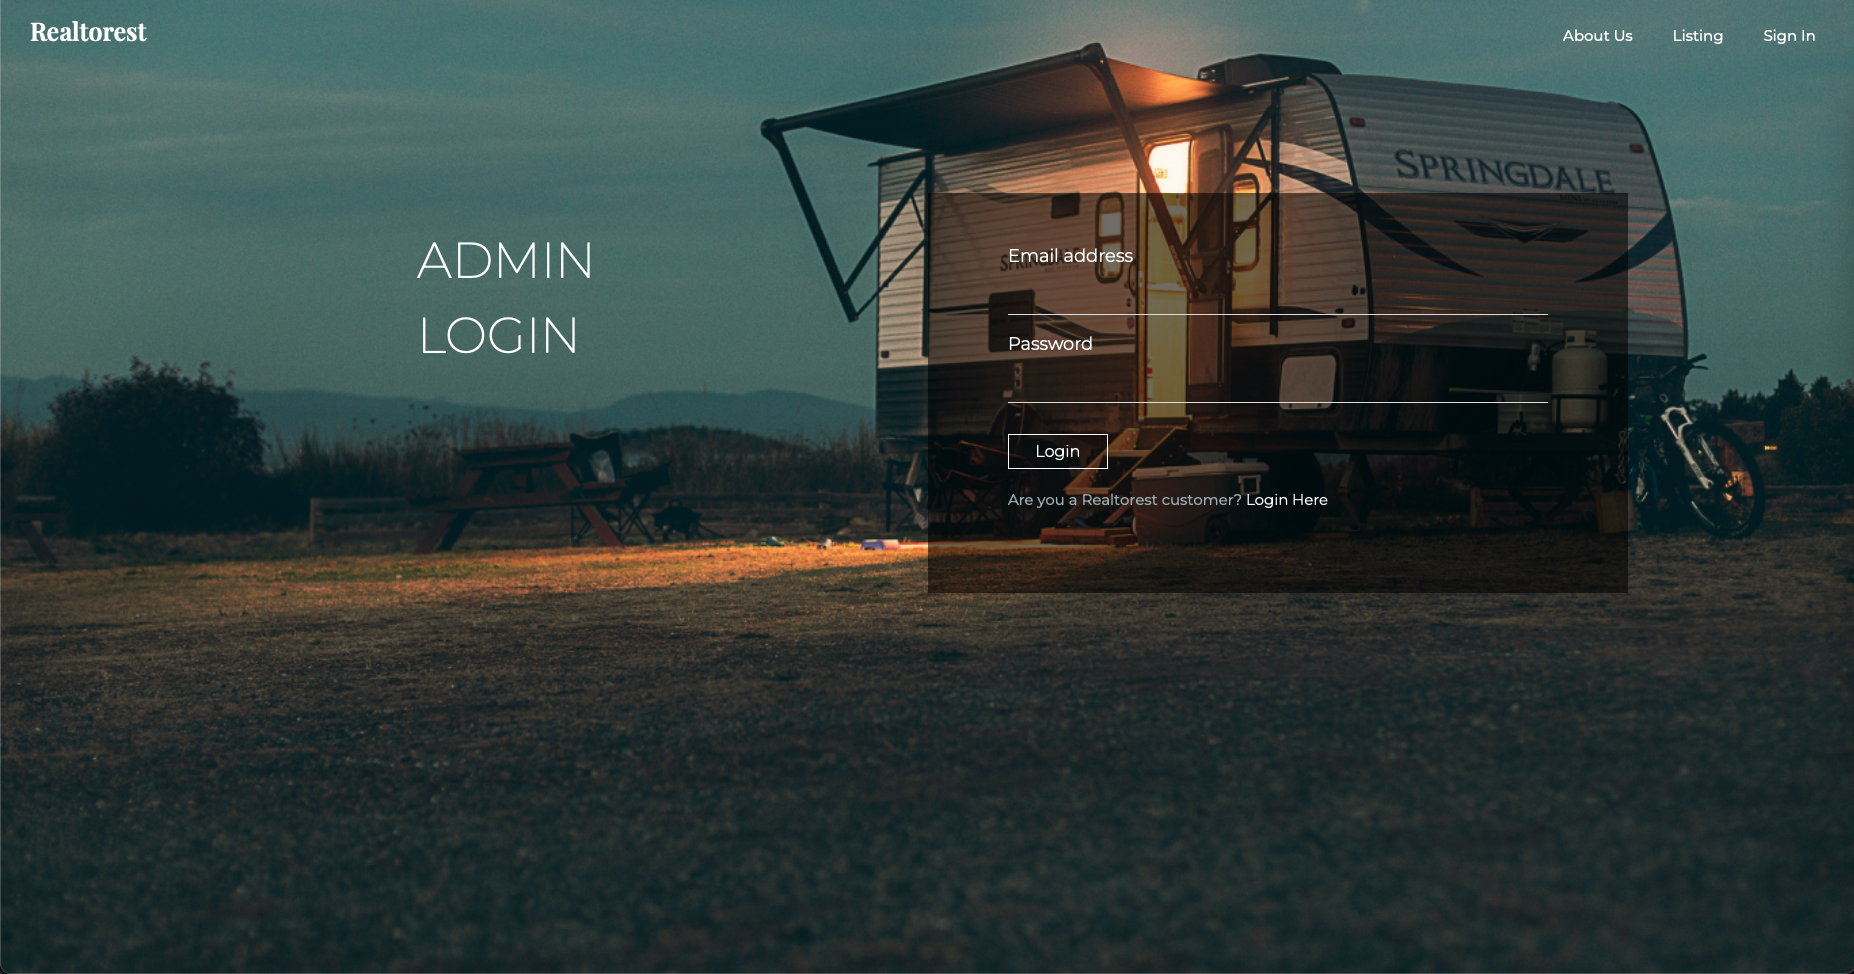 Realtorest
About Us
Listing
Sign In
SPRINGDALE
ADMIN
LOGIN
Email address
Password
Login
Are you a Realtorest customer? Login Here